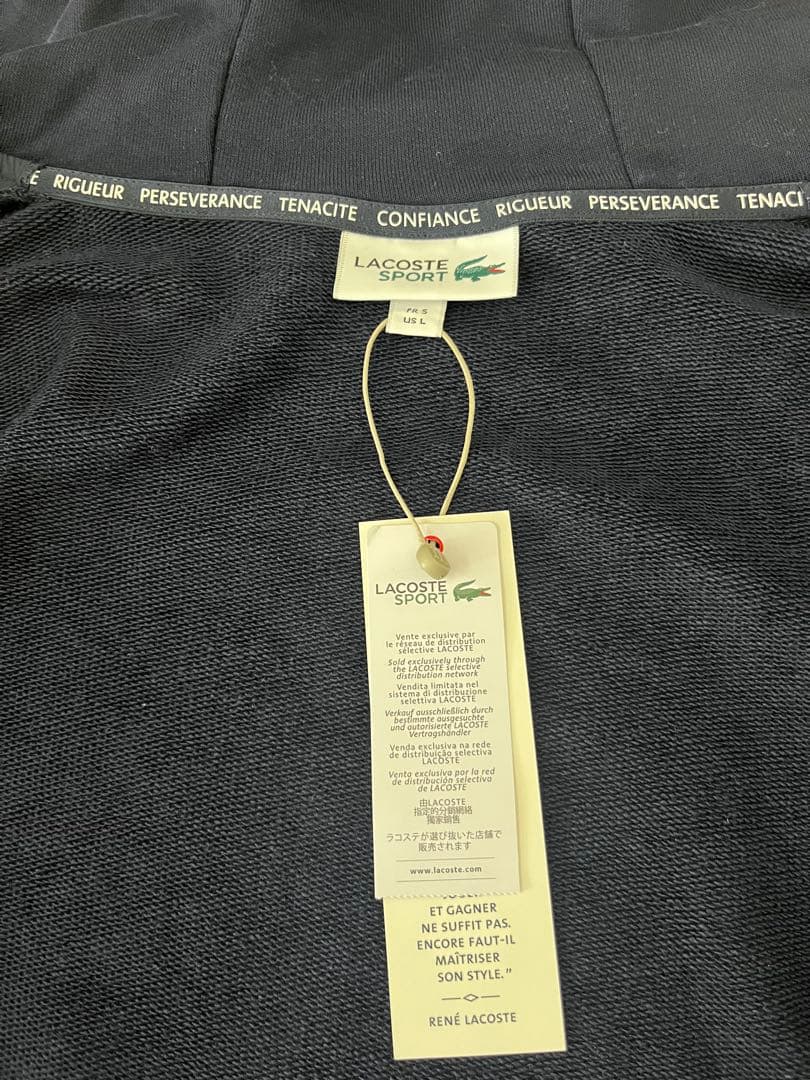 RIGUEUR PERSEVERANCE TENACITE CONFIANCE RIGUEUR PERSEVERANCE TENACI
LACOSTE
SPORT
FR 5
US L
LACOSTE
SPORT
Vente exclusive par
le réseau de distribution
sélective LACOSTE
Sold exclusively through
the LACOSTE selective
distribution network
Vendita limitata nel
sistema di distribuzione
selettiva LACOSTE
Verkauf ausschließlich durch
bestimmte ausgesuchte
und autorisierte LACOSTE
Vertragshändler
Venda exclusiva na rede
de distribuição selectiva
LACOSTE
Venta exclusiva por la red
de distribución selectiva
de LACOSTE
由LACOSTE
指定的分銷網絡
獨家銷售
ラコステが選び抜いた店舗で
販売されます
www.lacoste.com
ET GAGNER
NE SUFFIT PAS.
ENCORE FAUT-IL
MAÎTRISER
SON STYLE.”
RENÉ LACOSTE